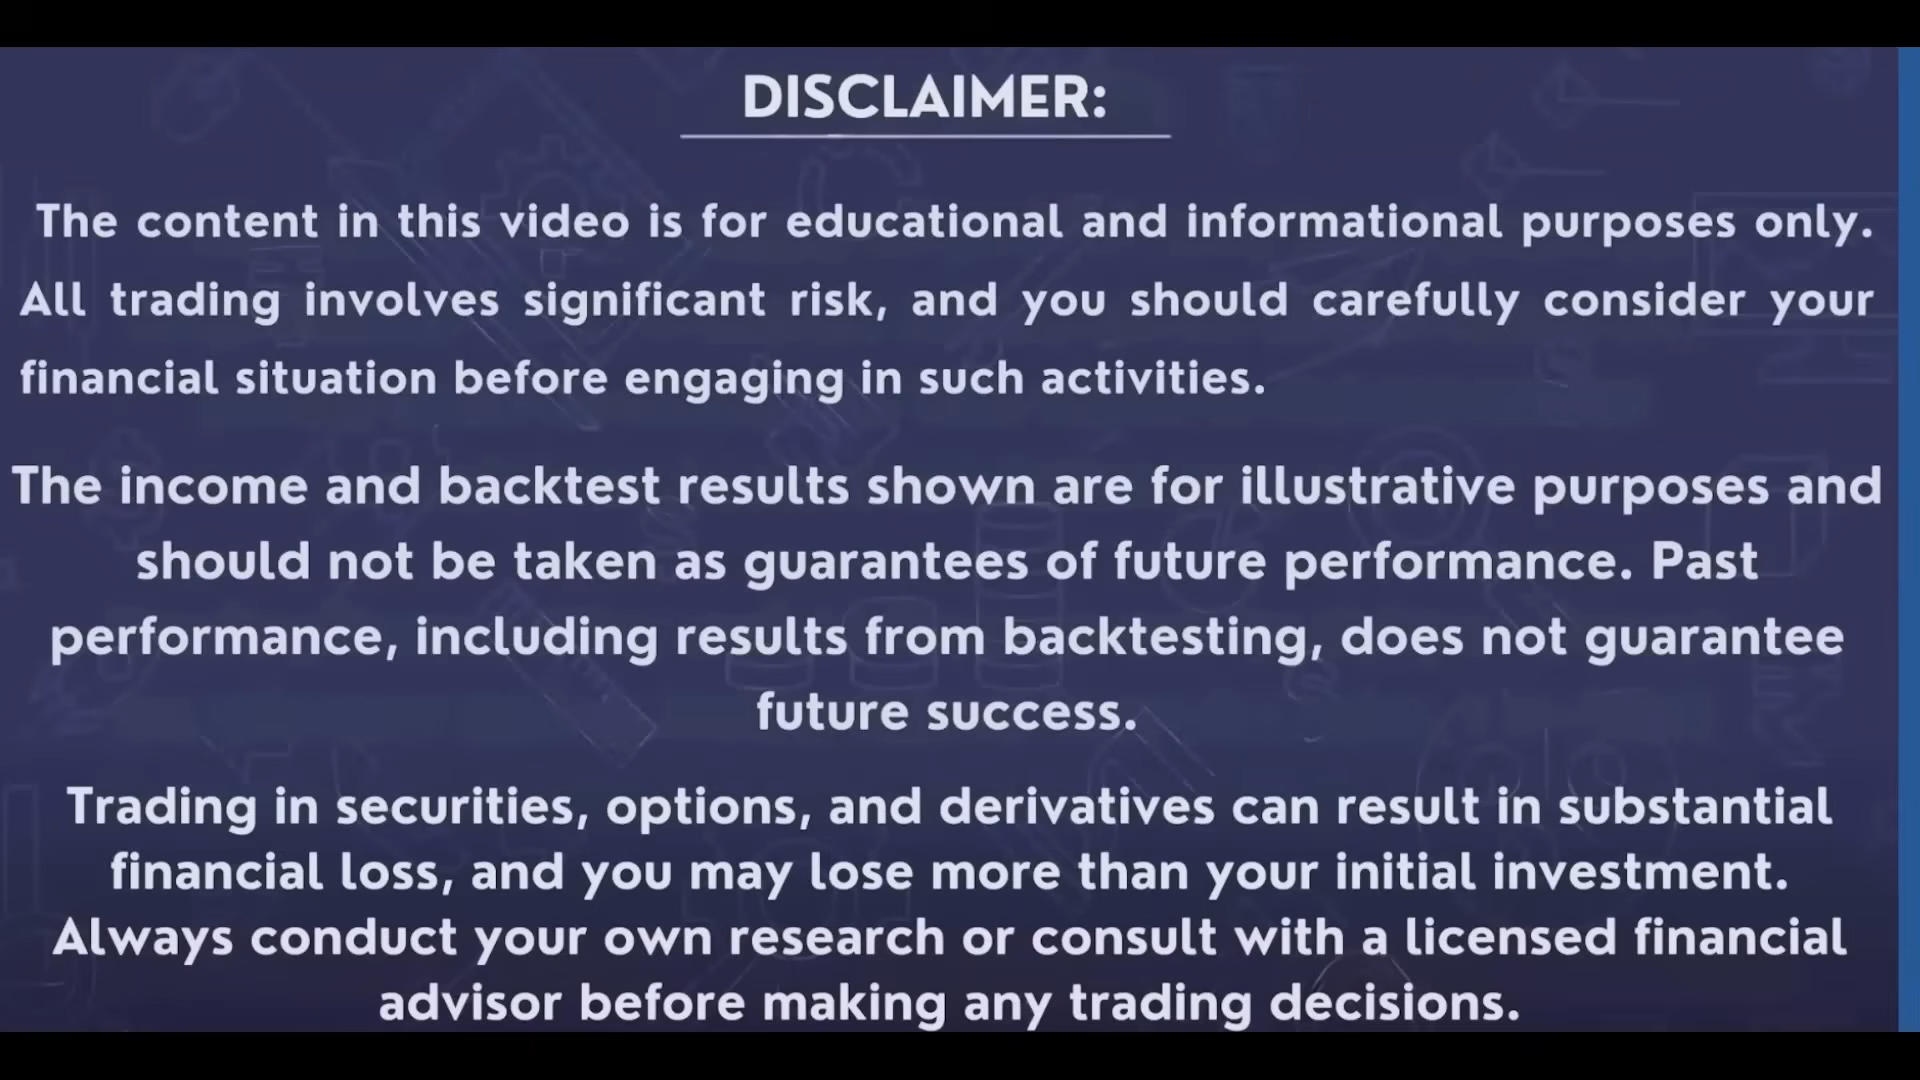 DISCLAIMER:
The content in this video is for educational and informational purposes only.
All trading involves significant risk, and you should carefully consider your
financial situation before engaging in such activities.
The income and backtest results shown are for illustrative purposes and
should not be taken as guarantees of future performance. Past
performance, including results from backtesting, does not guarantee
future success.
Trading in securities, options, and derivatives can result in substantial
financial loss, and you may lose more than your initial investment.
Always conduct your own research or consult with a licensed financial
advisor before making any trading decisions.